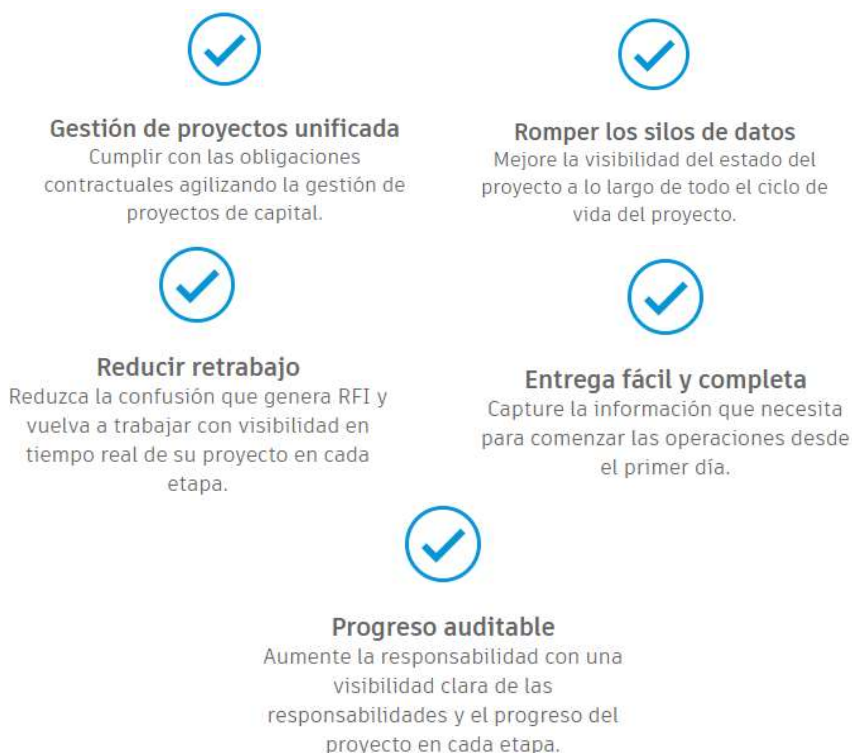 Gestión de proyectos unificada
Cumplir con las obligaciones
contractuales agilizando la gestión de
proyectos de capital.
Romper los silos de datos
Mejore la visibilidad del estado del
proyecto a lo largo de todo el ciclo de
vida del proyecto.
Reducir retrabajo
Reduzca la confusión que genera RFI y
vuelva a trabajar con visibilidad en
tiempo real de su proyecto en cada
etapa.
Entrega fácil y completa
Capture la información que necesita
para comenzar las operaciones desde
el primer día.
Progreso auditable
Aumente la responsabilidad con una
visibilidad clara de las
responsabilidades y el progreso del
proyecto en cada etapa.